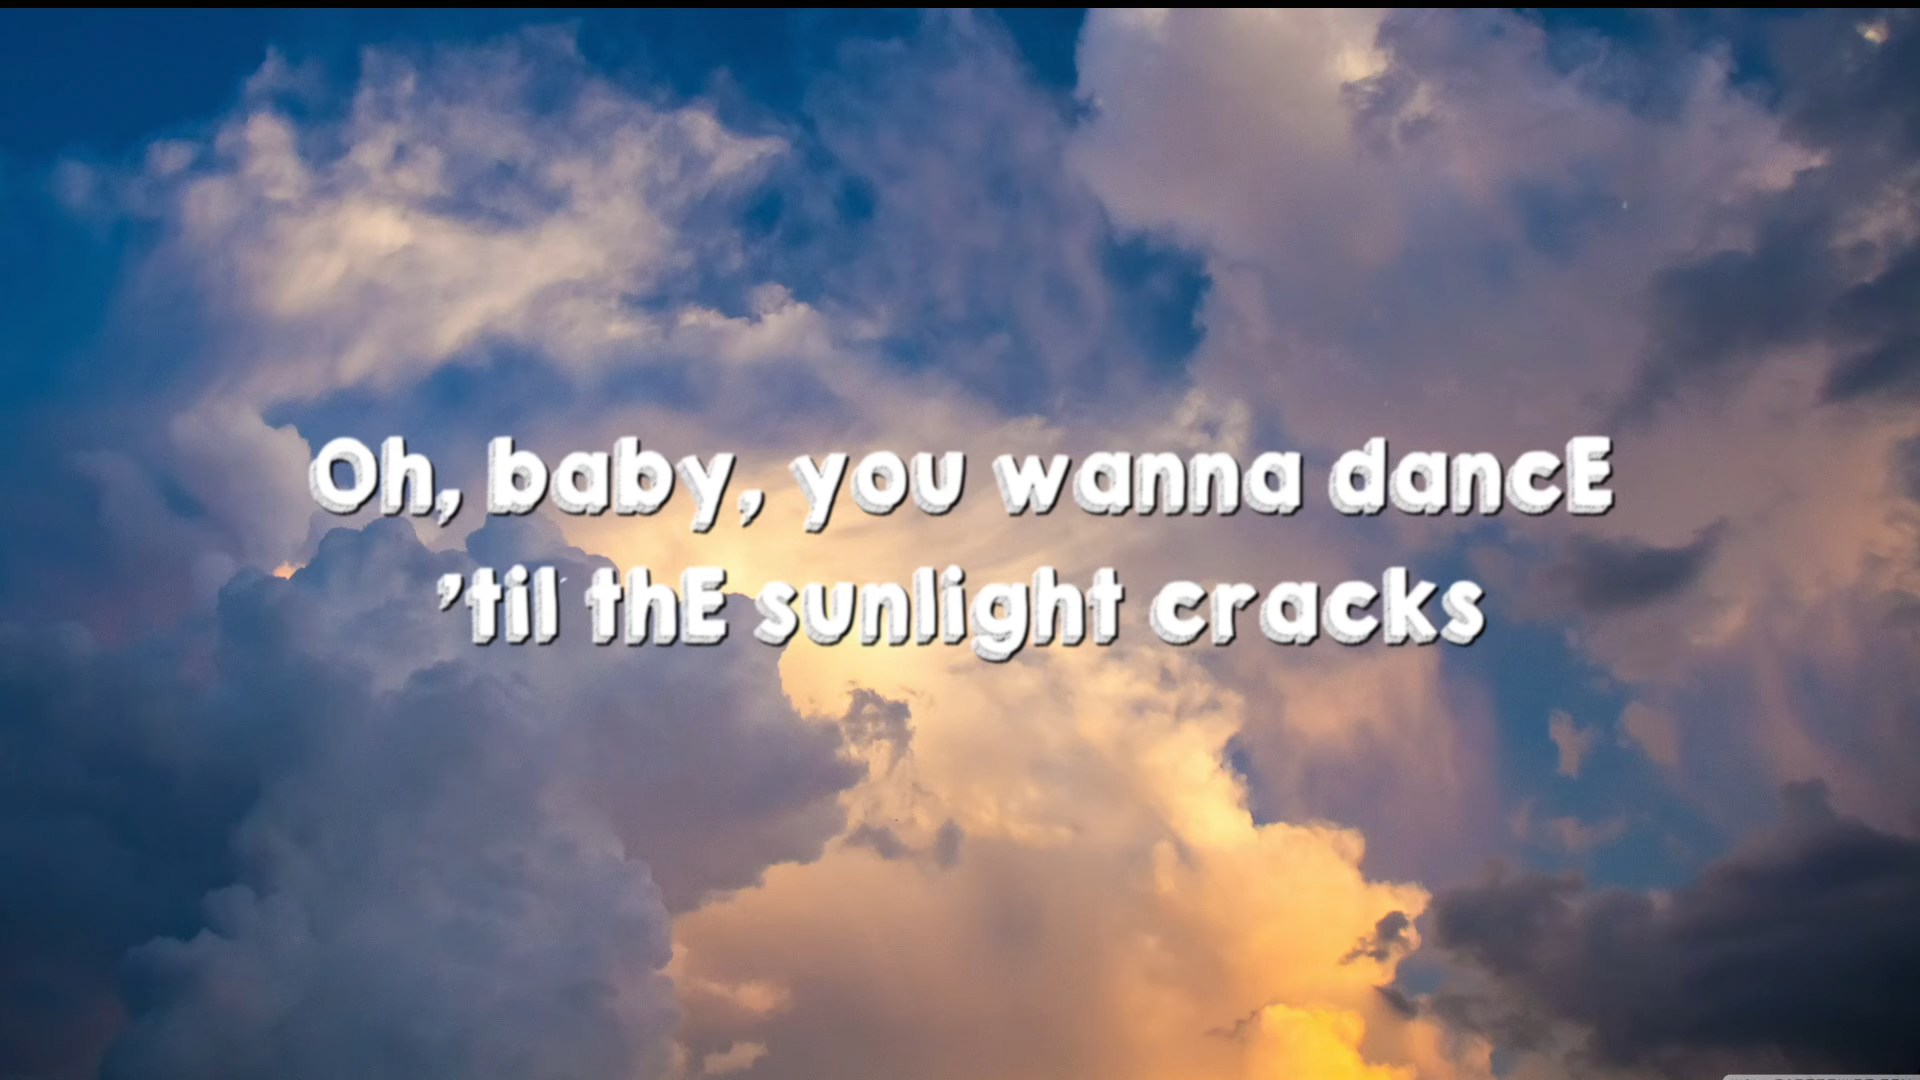 Oh, baby, you wanna dancE
’til thE sunlight cracks